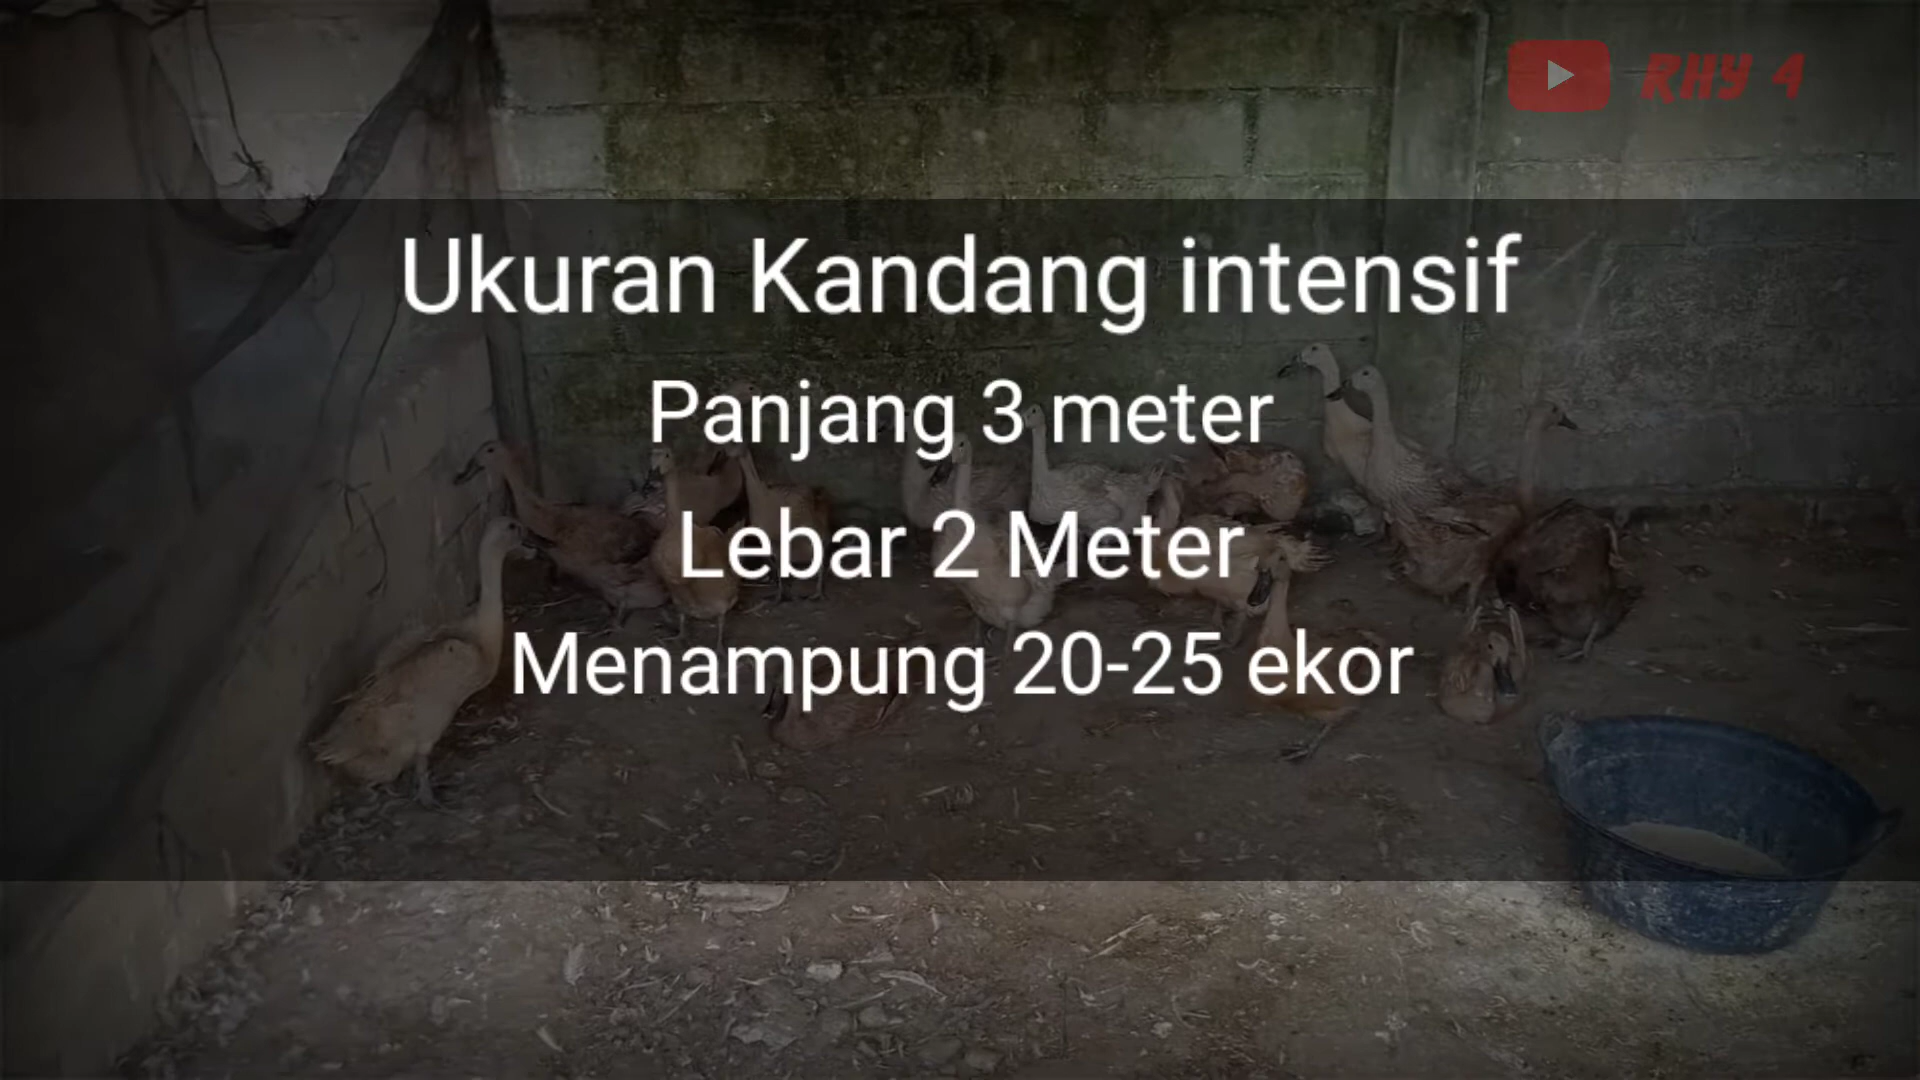 RHY 4
Ukuran Kandang intensif
Panjang 3 meter
Lebar 2 Meter
Menampung 20-25 ekor